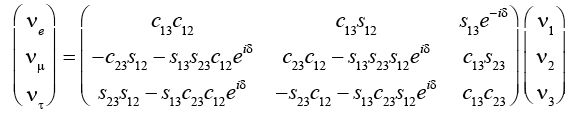 ν_e c_13c_12 c_13s_12 s_13e^{-iδ} ν_1
ν_μ = -c_23s_12 - s_13s_23c_12e^{iδ} c_23c_12 - s_13s_23s_12e^{iδ} c_13s_23 ν_2
ν_τ s_23s_12 - s_13c_23c_12e^{iδ} -s_23c_12 - s_13c_23s_12e^{iδ} c_13c_23 ν_3